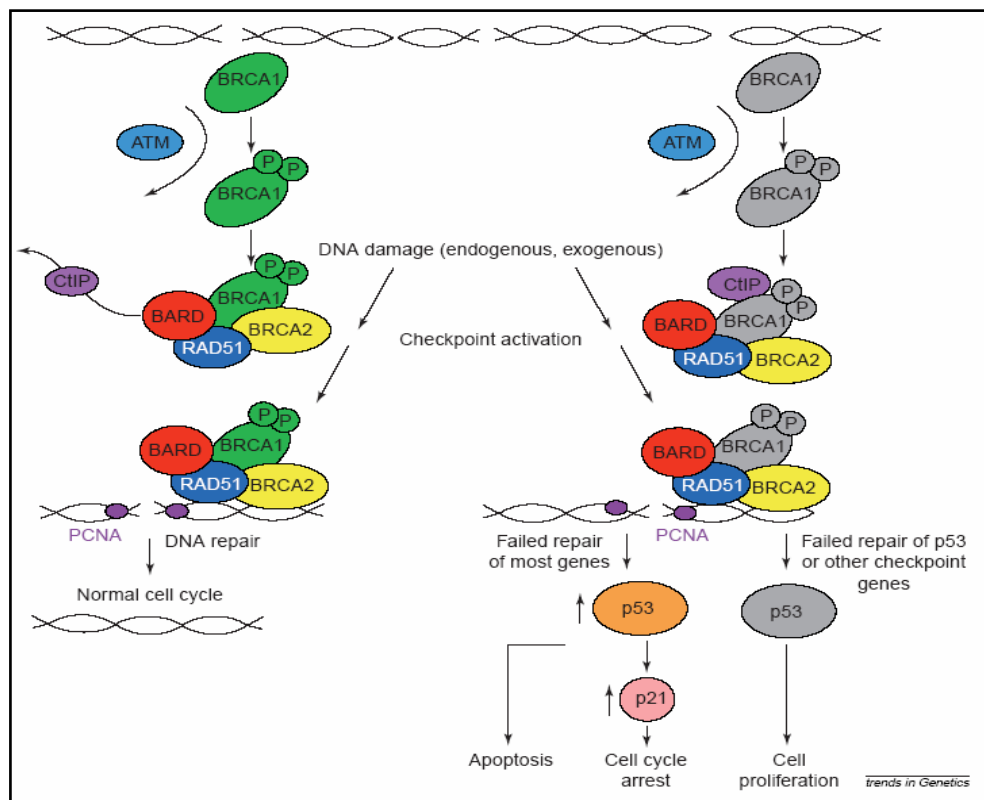 BRCA1
BRCA1
ATM
ATM
P
P
BRCA1
P
P
BRCA1
DNA damage (endogenous, exogenous)
CtIP
P
P
BRCA1
BARD
BRCA2
RAD51
CtIP
P
P
BARD
BRCA1
RAD51
BRCA2
Checkpoint activation
P
P
BARD
BRCA1
RAD51
BRCA2
P
P
BARD
BRCA1
RAD51
BRCA2
PCNA
DNA repair
Normal cell cycle
PCNA
Failed repair
of most genes
Failed repair of p53
or other checkpoint
genes
p53
p53
p21
Apoptosis
Cell cycle
arrest
Cell
proliferation
trends in Genetics